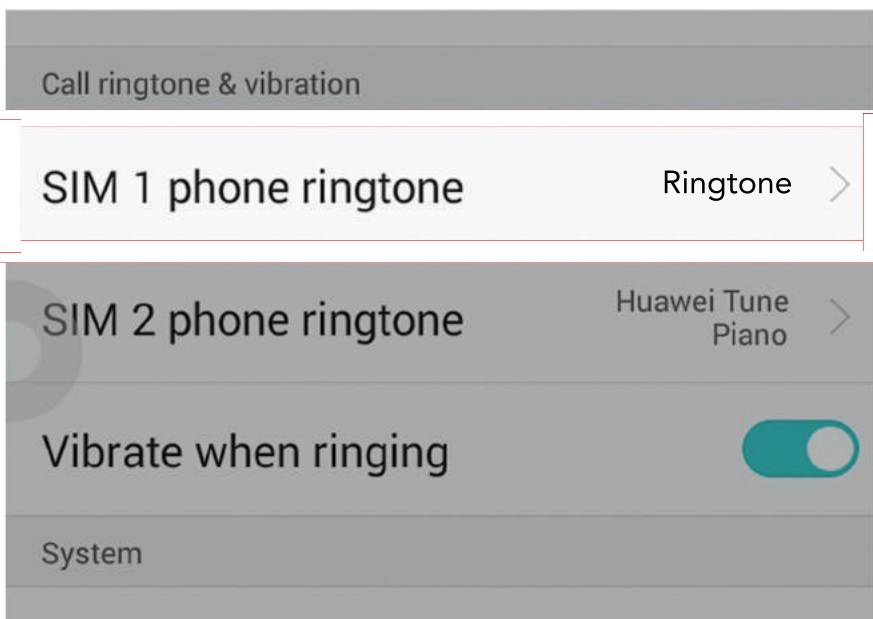 Call ringtone & vibration
SIM 1 phone ringtone Ringtone
SIM 2 phone ringtone Huawei Tune
Piano
Vibrate when ringing
System